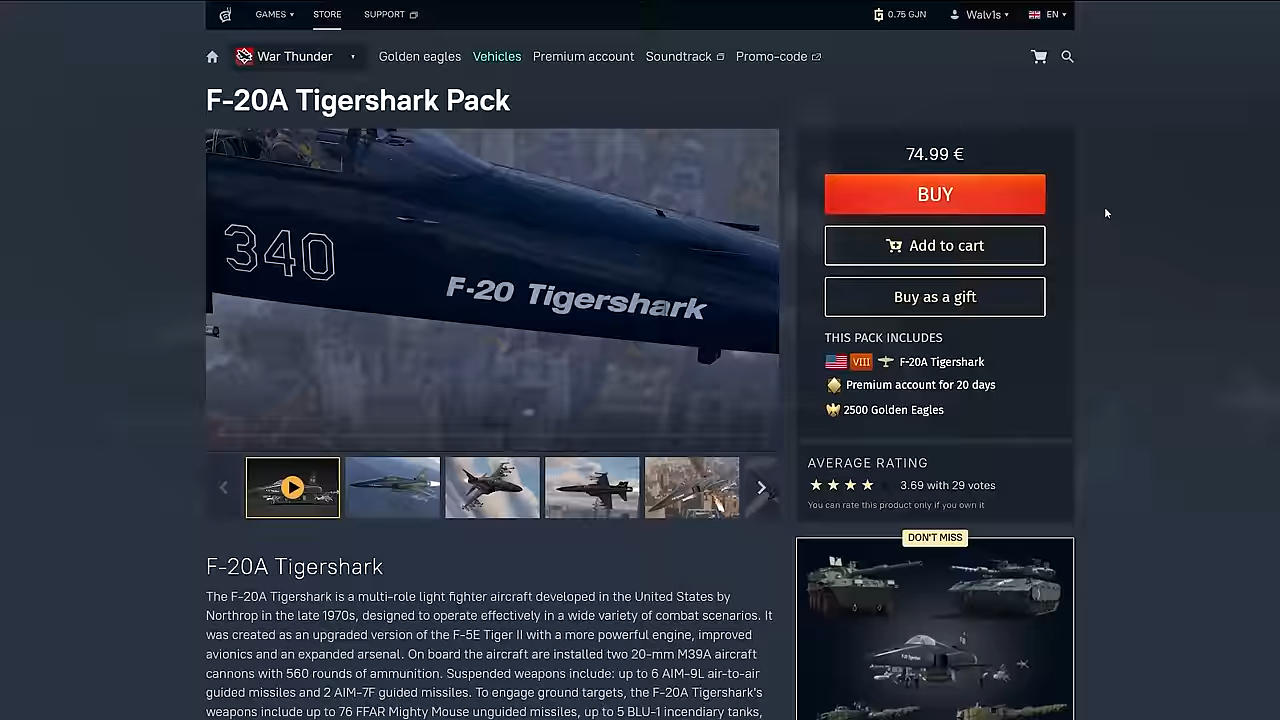 GAMES
STORE
SUPPORT
0.75 GJN
Walv1s
EN
War Thunder
Golden eagles
Vehicles
Premium account
Soundtrack
Promo-code
F-20A Tigershark Pack
340
F-20 Tigershark
74.99 €
BUY
Add to cart
Buy as a gift
THIS PACK INCLUDES
VIII F-20A Tigershark
Premium account for 20 days
2500 Golden Eagles
AVERAGE RATING
3.69 with 29 votes
You can rate this product only if you own it
DON'T MISS
F-20A Tigershark
The F-20A Tigershark is a multi-role light fighter aircraft developed in the United States by
Northrop in the late 1970s, designed to operate effectively in a wide variety of combat scenarios. It
was created as an upgraded version of the F-5E Tiger II with a more powerful engine, improved
avionics and an expanded arsenal. On board the aircraft are installed two 20-mm M39A aircraft
cannons with 560 rounds of ammunition. Suspended weapons include: up to 6 AIM-9L air-to-air
guided missiles and 2 AIM-7F guided missiles. To engage ground targets, the F-20A Tigershark's
weapons include up to 76 FFAR Mighty Mouse unguided missiles, up to 5 BLU-1 incendiary tanks,